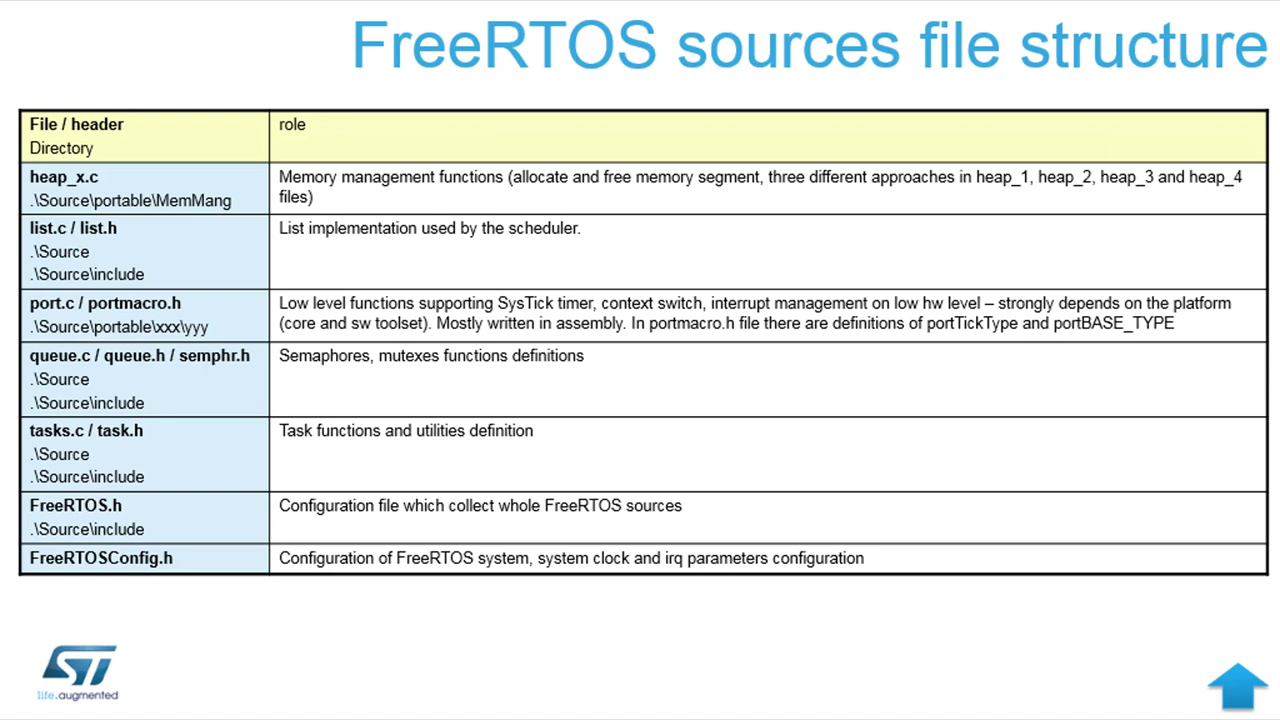 FreeRTOS sources file structure
File / header
Directory
role
heap_x.c
.\Source\portable\MemMang
Memory management functions (allocate and free memory segment, three different approaches in heap_1, heap_2, heap_3 and heap_4
files)
list.c / list.h
.\Source
.\Source\include
List implementation used by the scheduler.
port.c / portmacro.h
.\Source\portable\xxx\yyy
Low level functions supporting SysTick timer, context switch, interrupt management on low hw level – strongly depends on the platform
(core and sw toolset). Mostly written in assembly. In portmacro.h file there are definitions of portTickType and portBASE_TYPE
queue.c / queue.h / semphr.h
.\Source
.\Source\include
Semaphores, mutexes functions definitions
tasks.c / task.h
.\Source
.\Source\include
Task functions and utilities definition
FreeRTOS.h
.\Source\include
Configuration file which collect whole FreeRTOS sources
FreeRTOSConfig.h
Configuration of FreeRTOS system, system clock and irq parameters configuration
ST
life.augmented